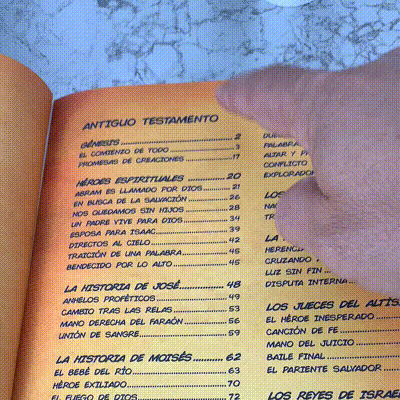 ANTIGUO TESTAMENTO
GÉNESIS 2
EL COMIENZO DE TODO 3
PROMESAS DE CREACIONES 17
HÉROES ESPIRITUALES 20
ABRAM ES LLAMADO POR DIOS 21
EN BUSCA DE LA SALVACIÓN 26
NOS QUEDAMOS SIN HIJOS 28
UN PADRE VIVE PARA DIOS 34
ESPOSA PARA ISAAC 39
DIRECTOS AL CIELO 42
TRAICIÓN DE UNA PALABRA 45
BENDECIDO POR LO ALTO 45
LA HISTORIA DE JOSÉ 48
ANHELOS PROFÉTICOS 49
CAMBIO TRAS LAS RELAS 53
MANO DERECHA DEL FARAÓN 56
UNIÓN DE SANGRE 59
LA HISTORIA DE MOISÉS 62
EL BEBÉ DEL RÍO 63
HÉROE EXILIADO 70
EL FUEGO DE DIOS 72
PALABRA
ALTAR Y
CONFLICTO
EXPLORADO
LOS
LA
HERENCI
CRUZANDO
LUZ SIN FIN
DISPUTA INTERNA
LOS JUECES DEL ALTÍS
EL HÉROE INESPERADO
CANCIÓN DE FE
MANO DEL JUICIO
BAILE FINAL
EL PARIENTE SALVADOR
LOS REYES DE ISRAEL